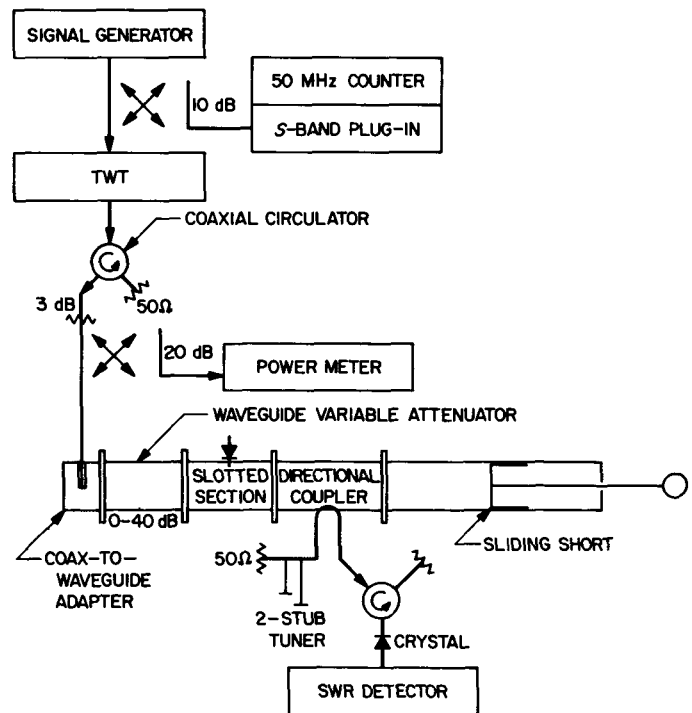 SIGNAL GENERATOR
50 MHz COUNTER
10 dB
S-BAND PLUG-IN
TWT
COAXIAL CIRCULATOR
3 dB
50Ω
20 dB
POWER METER
WAVEGUIDE VARIABLE ATTENUATOR
SLOTTED
SECTION
DIRECTIONAL
COUPLER
0-40 dB
COAX-TO-
WAVEGUIDE
ADAPTER
SLIDING SHORT
50Ω
2-STUB
TUNER
CRYSTAL
SWR DETECTOR